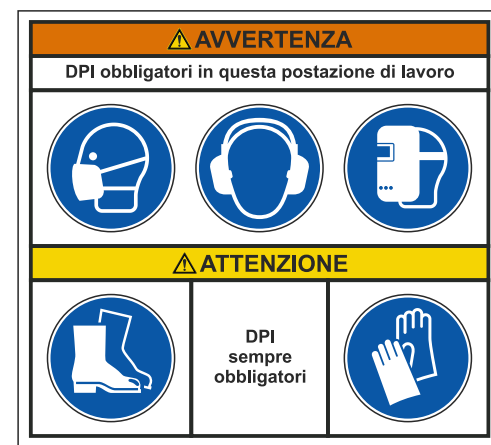 AVVERTENZA
DPI obbligatori in questa postazione di lavoro
ATTENZIONE
DPI
sempre
obbligatori